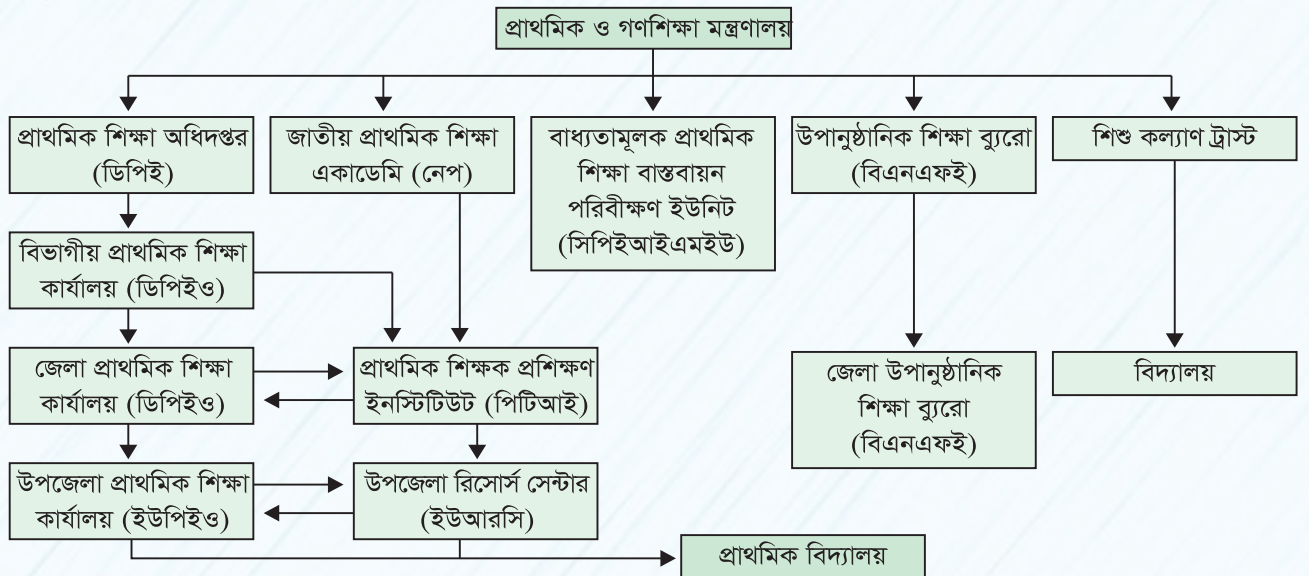 প্রাথমিক ও গণশিক্ষা মন্ত্রণালয়
প্রাথমিক শিক্ষা অধিদপ্তর
(ডিপিই)
জাতীয় প্রাথমিক শিক্ষা
একাডেমি (নেপ)
বাধ্যতামূলক প্রাথমিক
শিক্ষা বাস্তবায়ন
পরিবীক্ষণ ইউনিট
(সিপিইআইএমইউ)
উপানুষ্ঠানিক শিক্ষা ব্যুরো
(বিএনএফই)
শিশু কল্যাণ ট্রাস্ট
বিভাগীয় প্রাথমিক শিক্ষা
কার্যালয় (ডিপিইও)
জেলা প্রাথমিক শিক্ষা
কার্যালয় (ডিপিইও)
প্রাথমিক শিক্ষক প্রশিক্ষণ
ইনস্টিটিউট (পিটিআই)
জেলা উপানুষ্ঠানিক
শিক্ষা ব্যুরো
(বিএনএফই)
বিদ্যালয়
উপজেলা প্রাথমিক শিক্ষা
কার্যালয় (ইউপিইও)
উপজেলা রিসোর্স সেন্টার
(ইউআরসি)
প্রাথমিক বিদ্যালয়